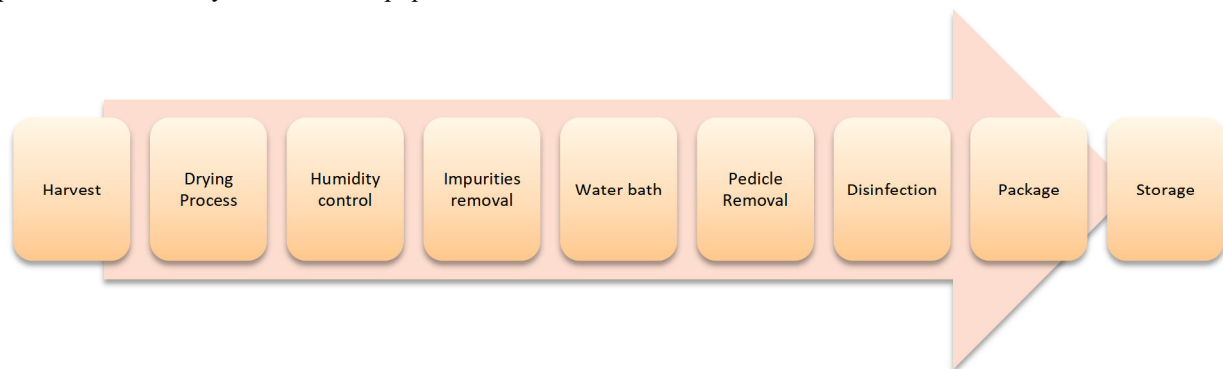 Harvest
Drying
Process
Humidity
control
Impurities
removal
Water bath
Pedicle
Removal
Disinfection
Package
Storage